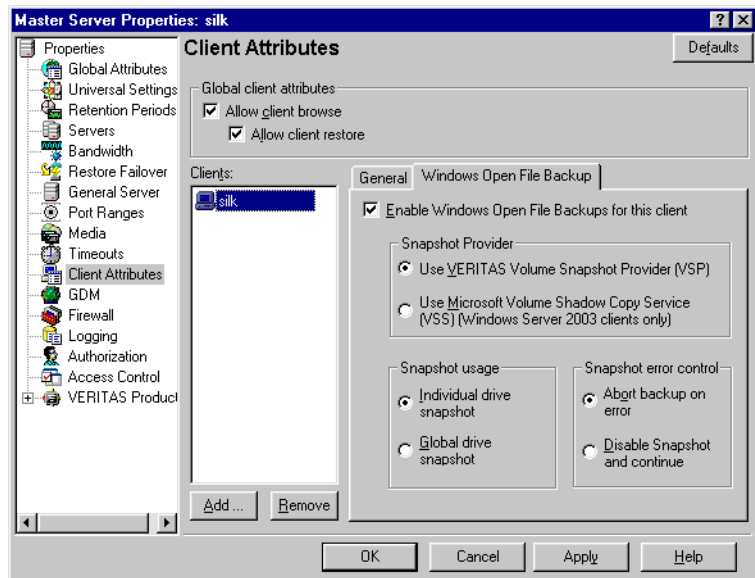 Master Server Properties: silk
Properties
Global Attributes
Universal Settings
Retention Periods
Servers
Bandwidth
Restore Failover
General Server
Port Ranges
Media
Timeouts
Client Attributes
GDM
Firewall
Logging
Authorization
Access Control
VERITAS Product
Client Attributes
Defaults
Global client attributes
Allow client browse
Allow client restore
Clients:
silk
Add ...
Remove
General
Windows Open File Backup
Enable Windows Open File Backups for this client
Snapshot Provider
Use VERITAS Volume Snapshot Provider (VSP)
Use Microsoft Volume Shadow Copy Service
(VSS) (Windows Server 2003 clients only)
Snapshot usage
Individual drive
snapshot
Global drive
snapshot
Snapshot error control
Abort backup on
error
Disable Snapshot
and continue
OK
Cancel
Apply
Help